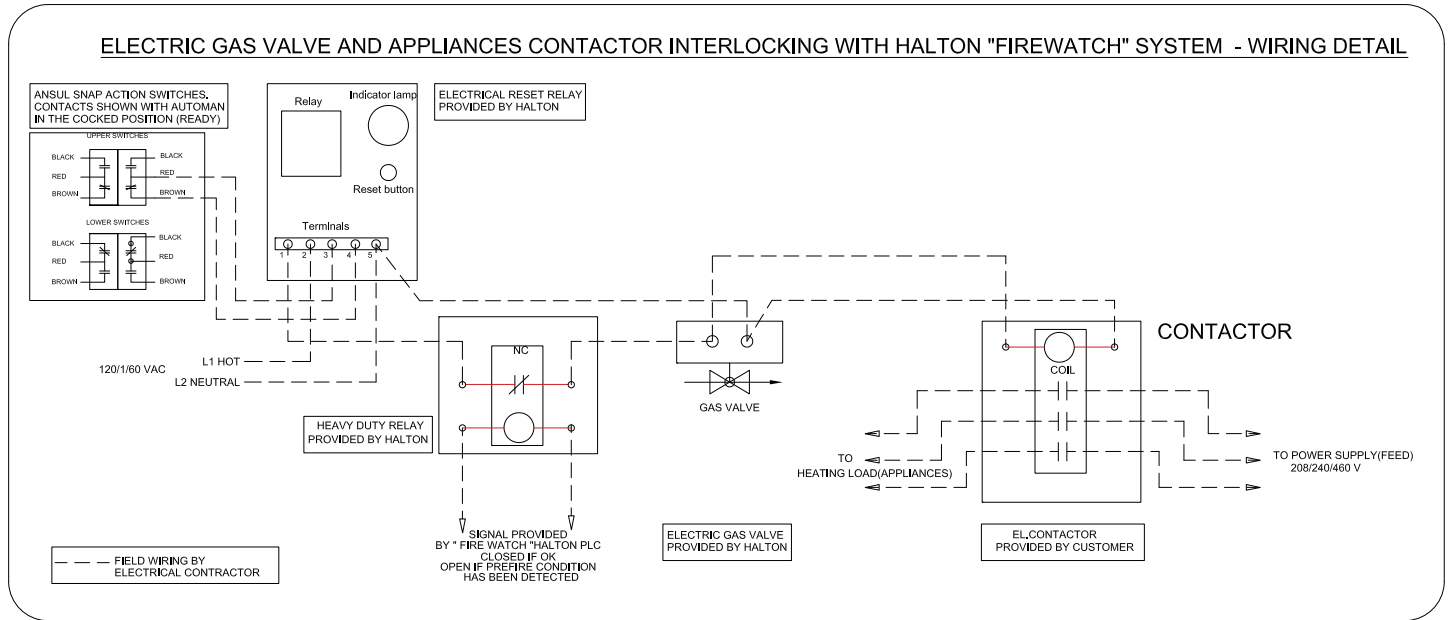 ELECTRIC GAS VALVE AND APPLIANCES CONTACTOR INTERLOCKING WITH HALTON "FIREWATCH" SYSTEM - WIRING DETAIL
ANSUL SNAP ACTION SWITCHES.
CONTACTS SHOWN WITH AUTOMAN
IN THE COCKED POSITION (READY)
UPPER SWITCHES
BLACK
BLACK
RED
RED
BROWN
BROWN
LOWER SWITCHES
BLACK
BLACK
RED
RED
BROWN
BROWN
Relay
Indicator lamp
Reset button
Terminals
1 2 3 4 5
ELECTRICAL RESET RELAY
PROVIDED BY HALTON
120/1/60 VAC
L1 HOT
L2 NEUTRAL
NC
HEAVY DUTY RELAY
PROVIDED BY HALTON
SIGNAL PROVIDED
BY " FIRE WATCH "HALTON PLC
CLOSED IF OK
OPEN IF PREFIRE CONDITION
HAS BEEN DETECTED
GAS VALVE
ELECTRIC GAS VALVE
PROVIDED BY HALTON
CONTACTOR
COIL
TO
HEATING LOAD(APPLIANCES)
TO POWER SUPPLY(FEED)
208/240/460 V
EL.CONTACTOR
PROVIDED BY CUSTOMER
FIELD WIRING BY
ELECTRICAL CONTRACTOR